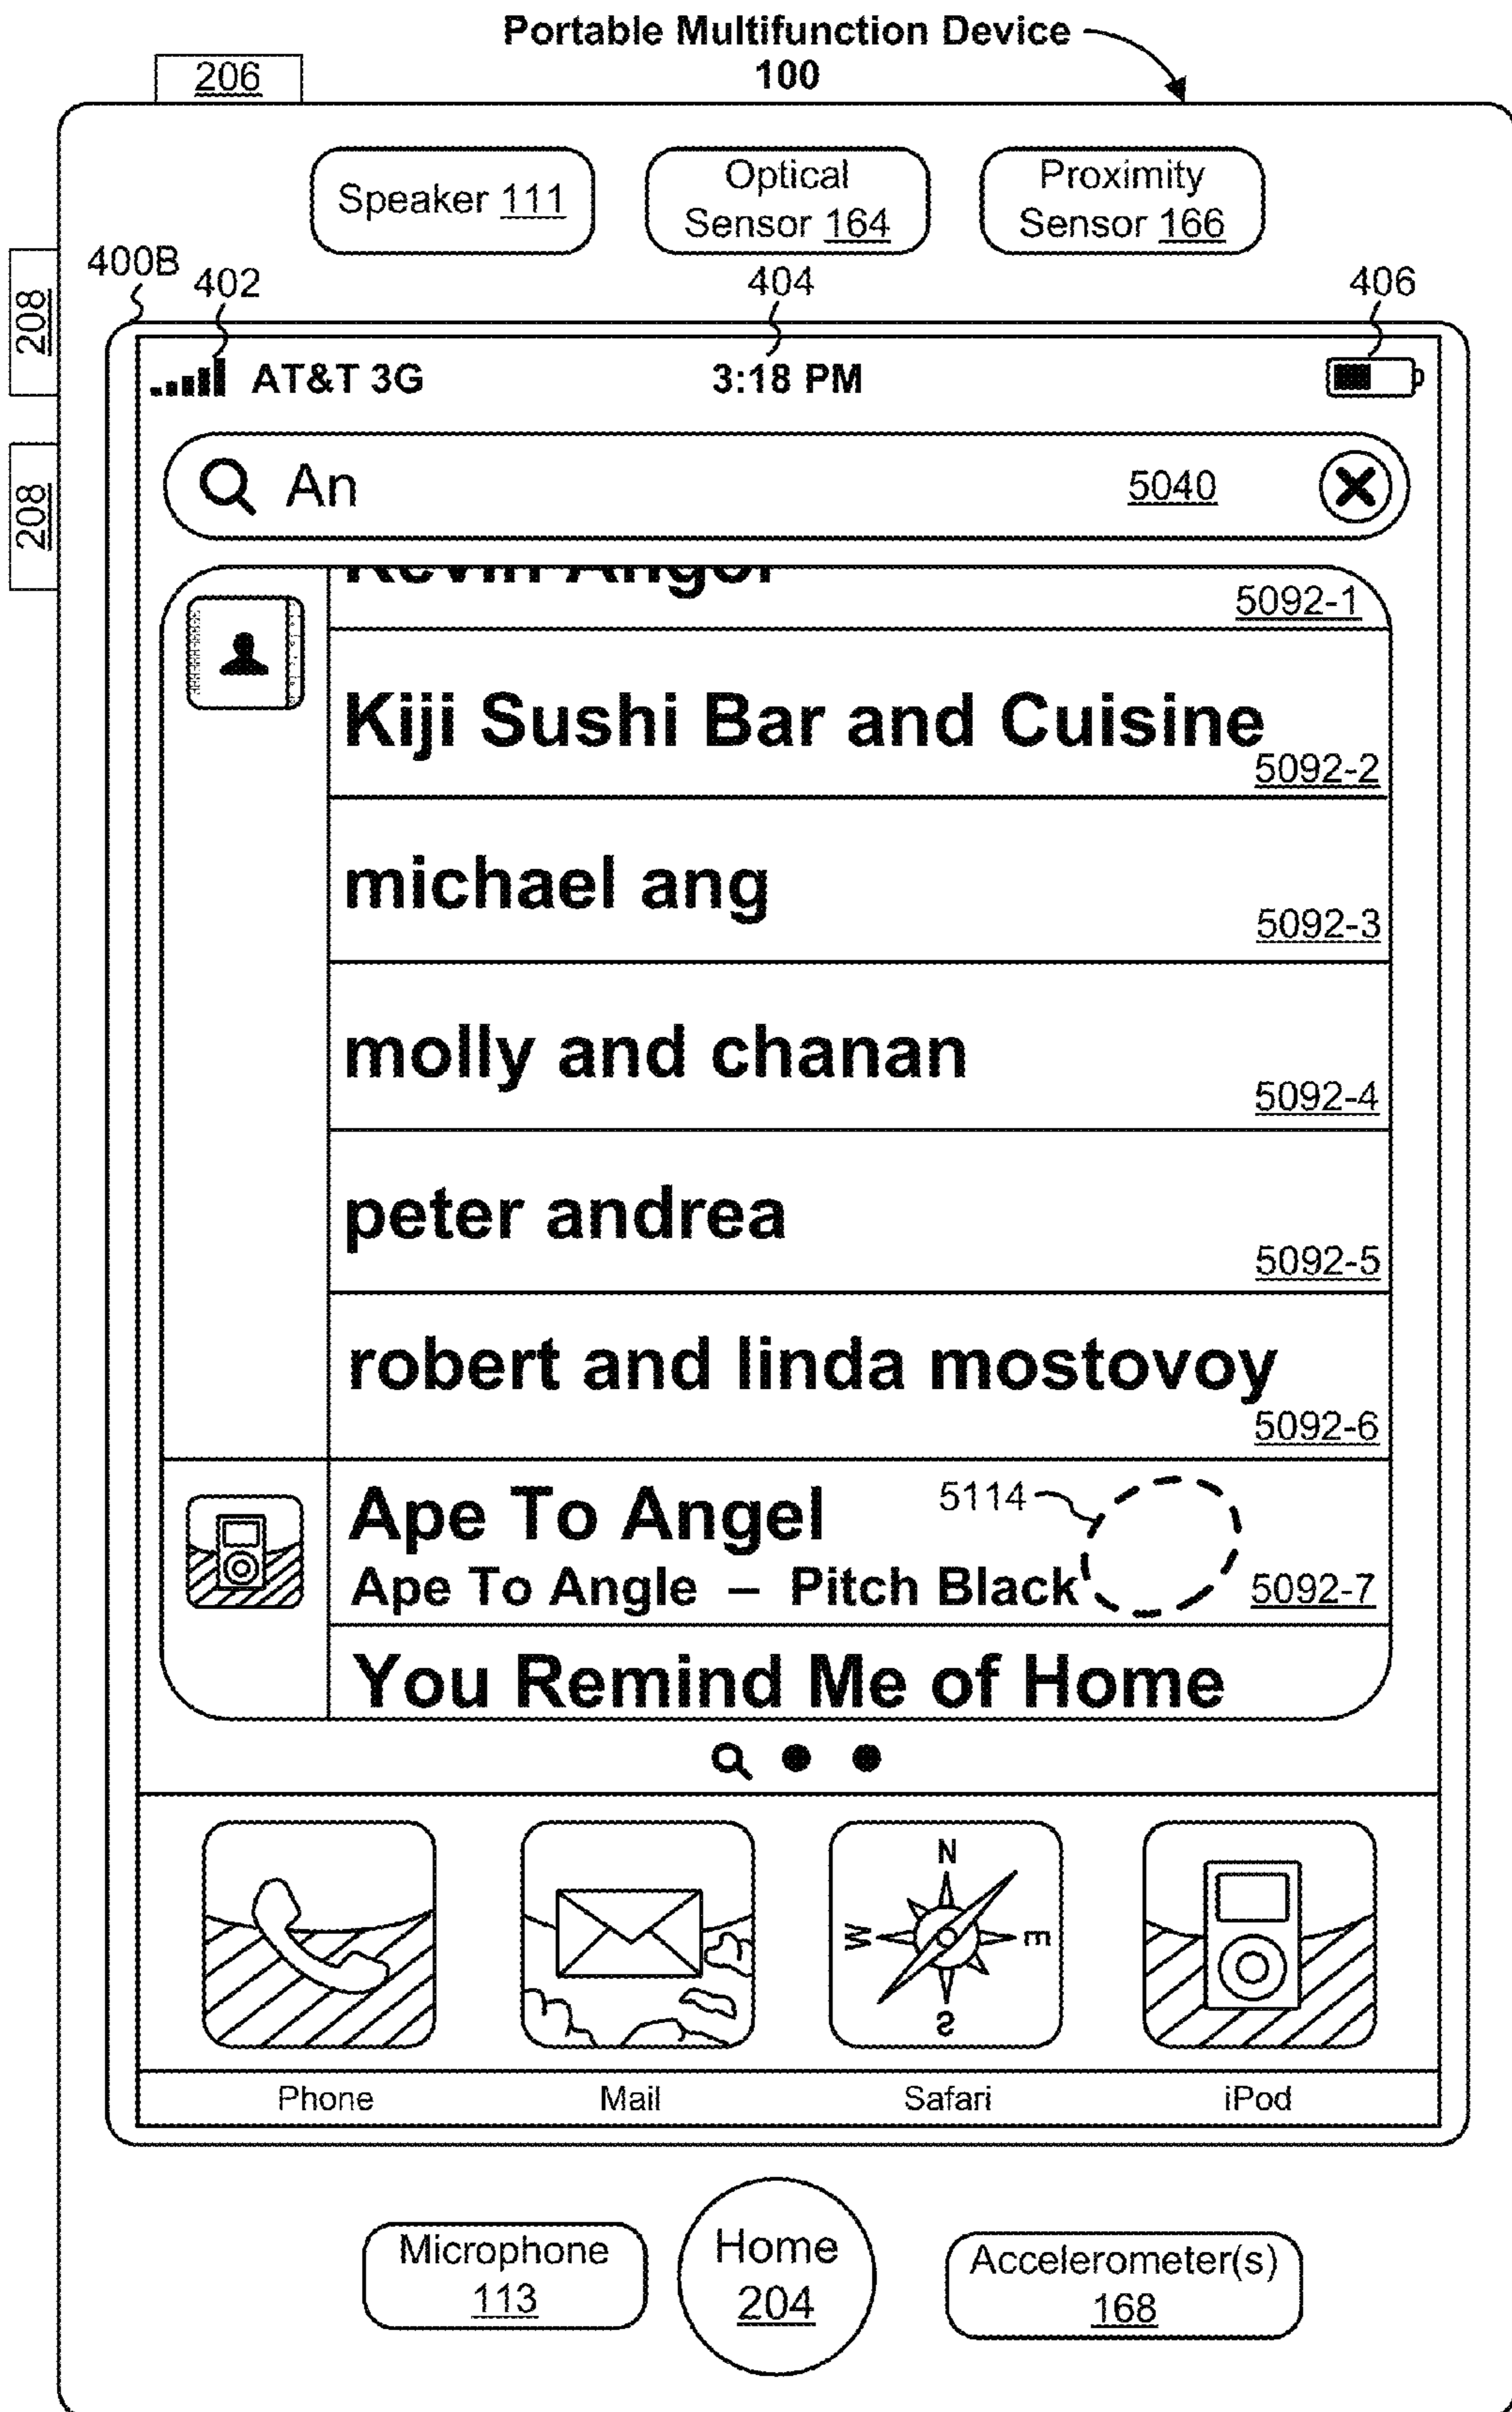 Portable Multifunction Device
100
206
Speaker 111
Optical
Sensor 164
Proximity
Sensor 166
208
208
400B
402
404
406
AT&T 3G
3:18 PM
An
5040
Kevin Angol
5092-1
Kiji Sushi Bar and Cuisine
5092-2
michael ang
5092-3
molly and chanan
5092-4
peter andrea
5092-5
robert and linda mostovoy
5092-6
Ape To Angel
5114
Ape To Angle – Pitch Black
5092-7
You Remind Me of Home
N
W
E
S
Phone
Mail
Safari
iPod
Microphone
113
Home
204
Accelerometer(s)
168